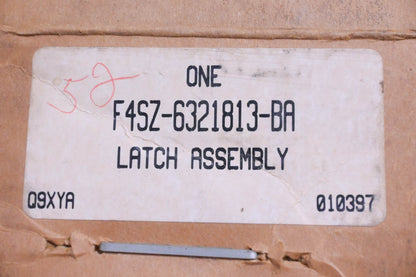 52
ONE
F4SZ-6321813-BA
LATCH ASSEMBLY
Q9XYA 010397